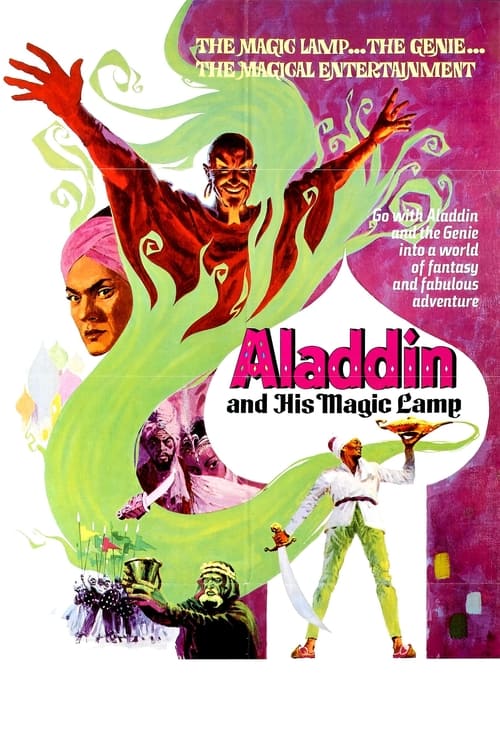 THE MAGIC LAMP...THE GENIE...
THE MAGICAL ENTERTAINMENT
Go with Aladdin
and the Genie
into a world
of fantasy
and fabulous
adventure
Aladdin
and His Magic Lamp